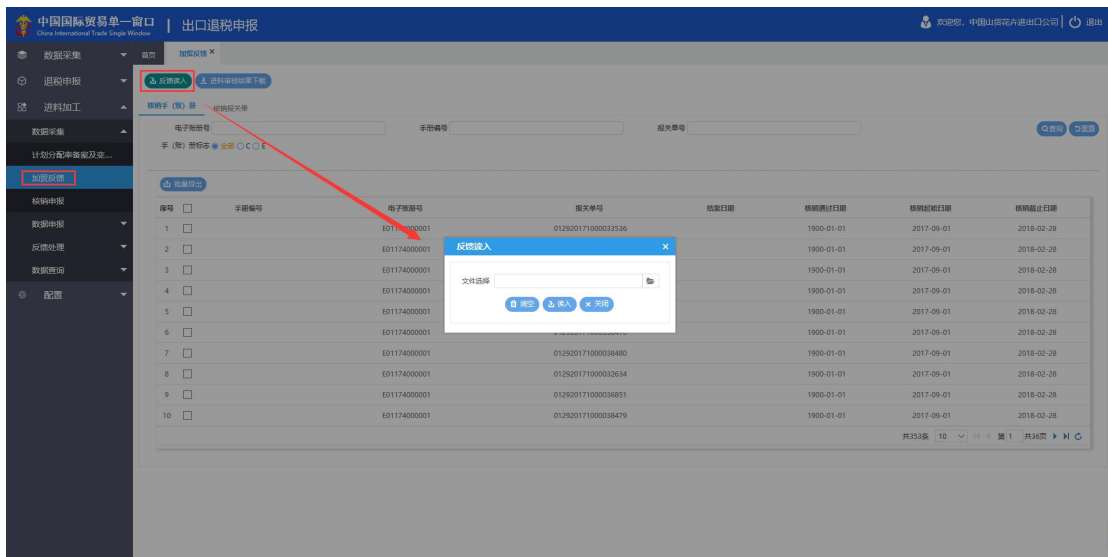 中国国际贸易单一窗口 | 出口退税申报
China International Trade Single Window
欢迎您，中国山货花卉进出口公司 | 退出
数据采集
退税申报
进料加工
数据采集
计划分配率备案及变...
加贸反馈
核销申报
数据申报
反馈处理
数据查询
配置
首页 加贸反馈 ×
反馈读入 进料审核结果下载
核销手（账）册 核销报关单
电子账册号 手册编号 报关单号 查询 重置
手（账）册标志 全部 C E
批量导出
序号 手册编号 电子账册号 报关单号 结案日期 核销通过日期 核销起始日期 核销截止日期
1 E01174000001 012920171000033536 1900-01-01 2017-09-01 2018-02-28
2 E01174000001 1900-01-01 2017-09-01 2018-02-28
3 E01174000001 1900-01-01 2017-09-01 2018-02-28
4 E01174000001 1900-01-01 2017-09-01 2018-02-28
5 E01174000001 1900-01-01 2017-09-01 2018-02-28
6 E01174000001 1900-01-01 2017-09-01 2018-02-28
7 E01174000001 012920171000038480 1900-01-01 2017-09-01 2018-02-28
8 E01174000001 012920171000032634 1900-01-01 2017-09-01 2018-02-28
9 E01174000001 012920171000036851 1900-01-01 2017-09-01 2018-02-28
10 E01174000001 012920171000038479 1900-01-01 2017-09-01 2018-02-28
共353条 10 第 1 共36页
反馈读入 ×
文件选择
清空 读入 × 关闭